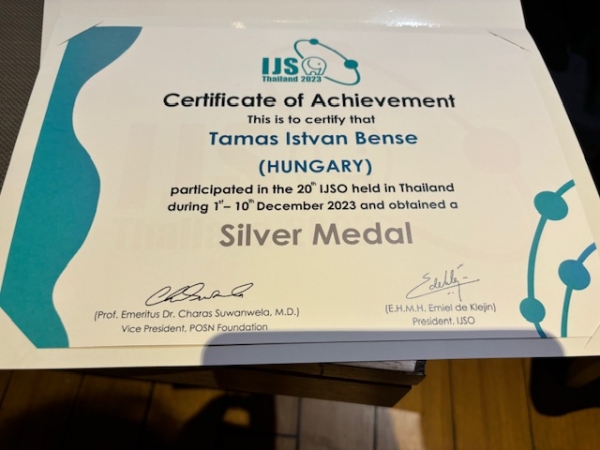 IJSO
Thailand 2023
Certificate of Achievement
This is to certify that
Tamas Istvan Bense
(HUNGARY)
participated in the 20th IJSO held in Thailand
during 1st – 10th December 2023 and obtained a
Silver Medal
(Prof. Emeritus Dr. Charas Suwanwela, M.D.)
Vice President, POSN Foundation
(E.H.M.H. Emiel de Kleijn)
President, IJSO